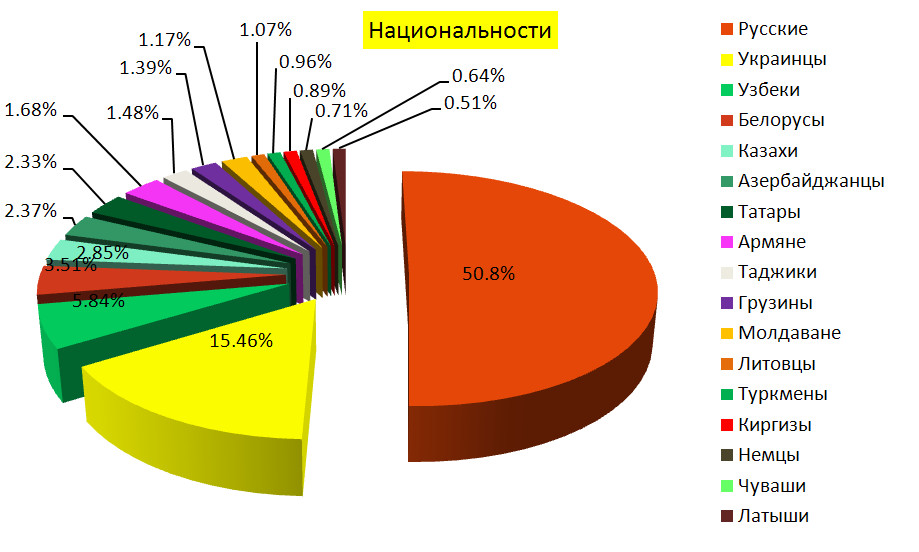 Национальности
1.07%
1.17%
0.96%
1.39%
0.89%
0.64%
1.48%
0.71%
0.51%
1.68%
2.33%
2.37%
2.85%
3.51%
5.84%
15.46%
50.8%
Русские
Украинцы
Узбеки
Белорусы
Казахи
Азербайджанцы
Татары
Армяне
Таджики
Грузины
Молдаване
Литовцы
Туркмены
Киргизы
Немцы
Чуваши
Латыши